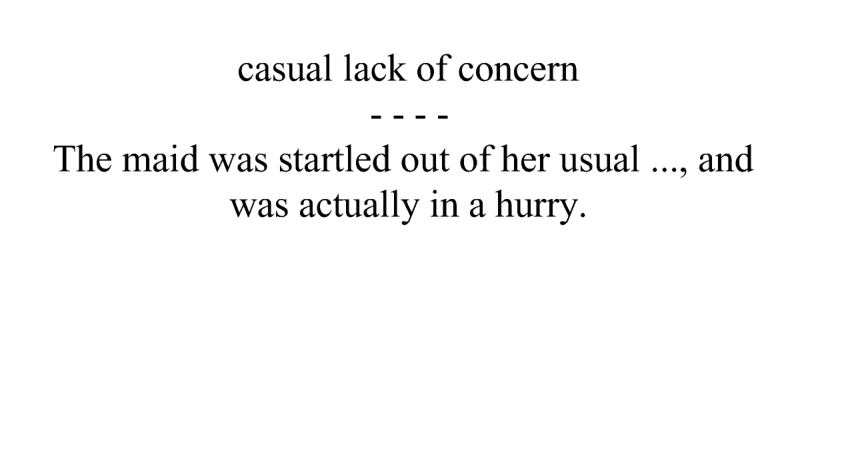 casual lack of concern
- - - -
The maid was startled out of her usual ..., and
was actually in a hurry.